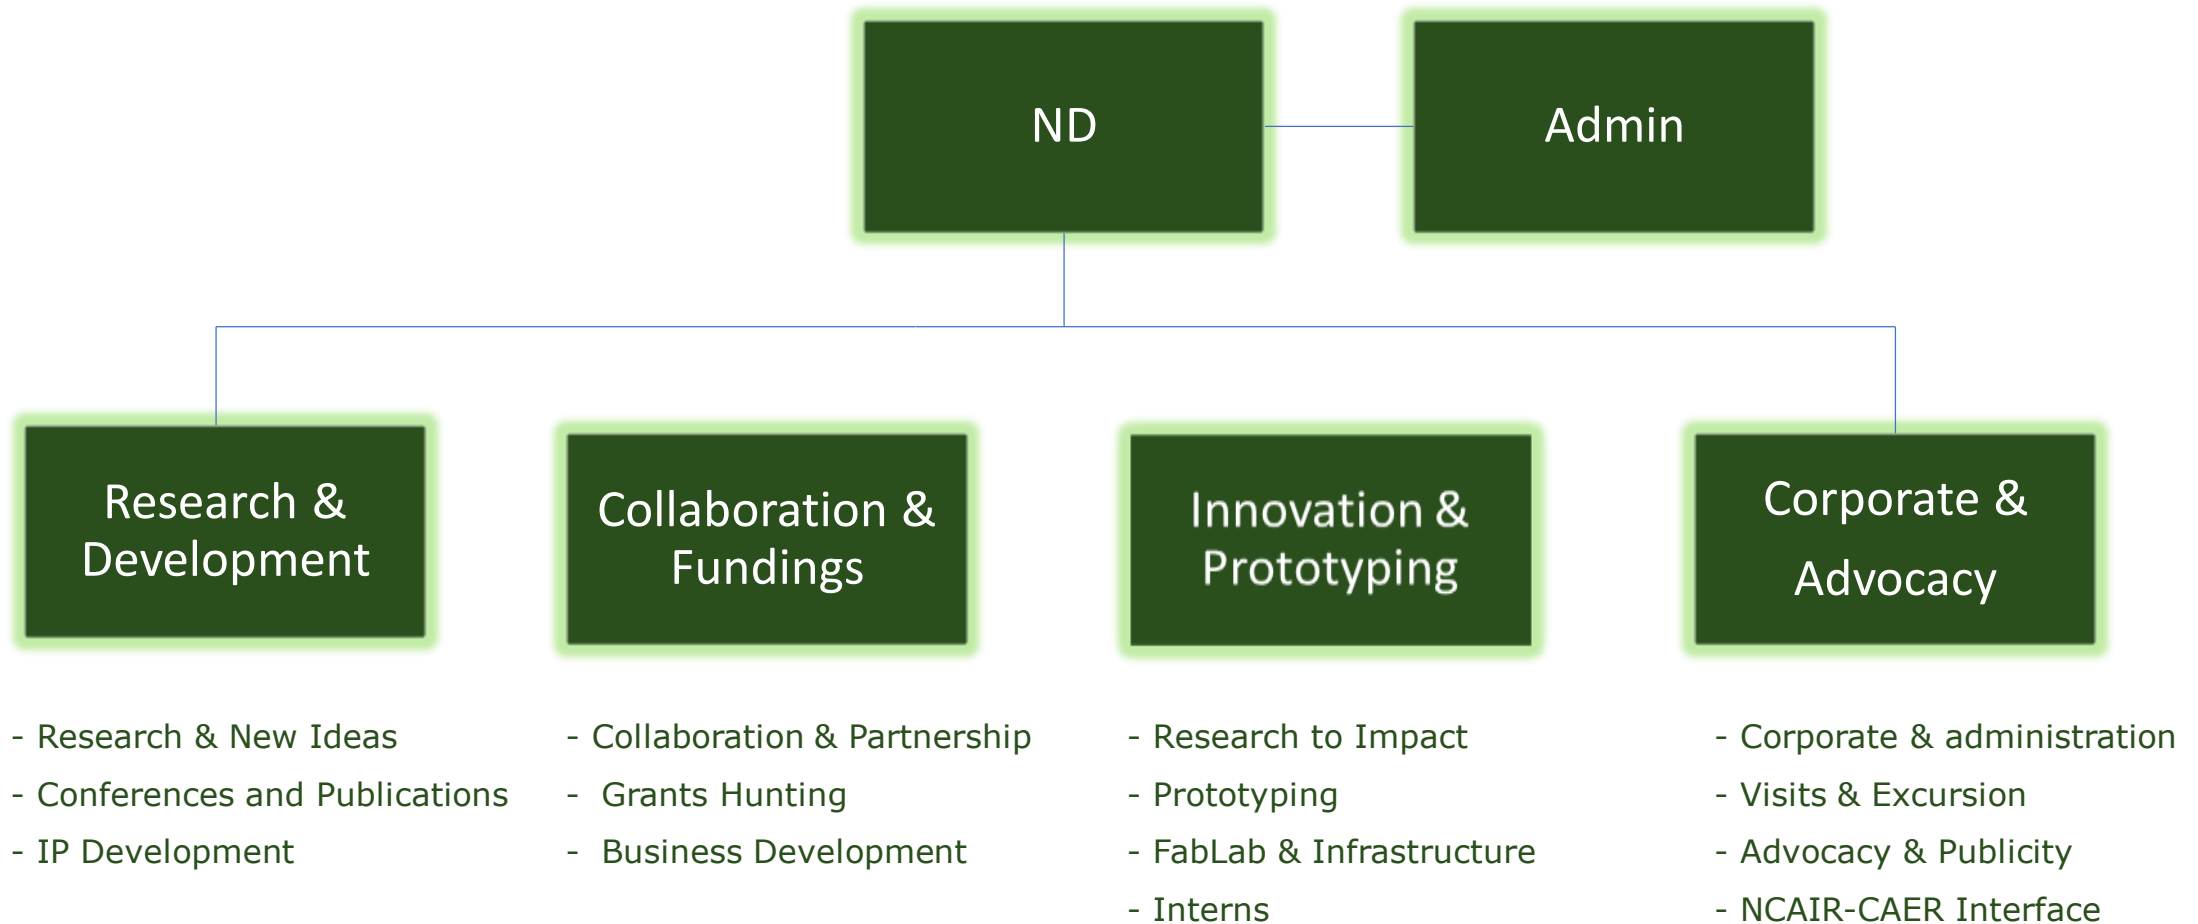 ND
Admin
Research &
Development
Collaboration &
Fundings
Innovation &
Prototyping
Corporate &
Advocacy
- Research & New Ideas
- Conferences and Publications
- IP Development
- Collaboration & Partnership
- Grants Hunting
- Business Development
- Research to Impact
- Prototyping
- FabLab & Infrastructure
- Interns
- Corporate & administration
- Visits & Excursion
- Advocacy & Publicity
- NCAIR-CAER Interface